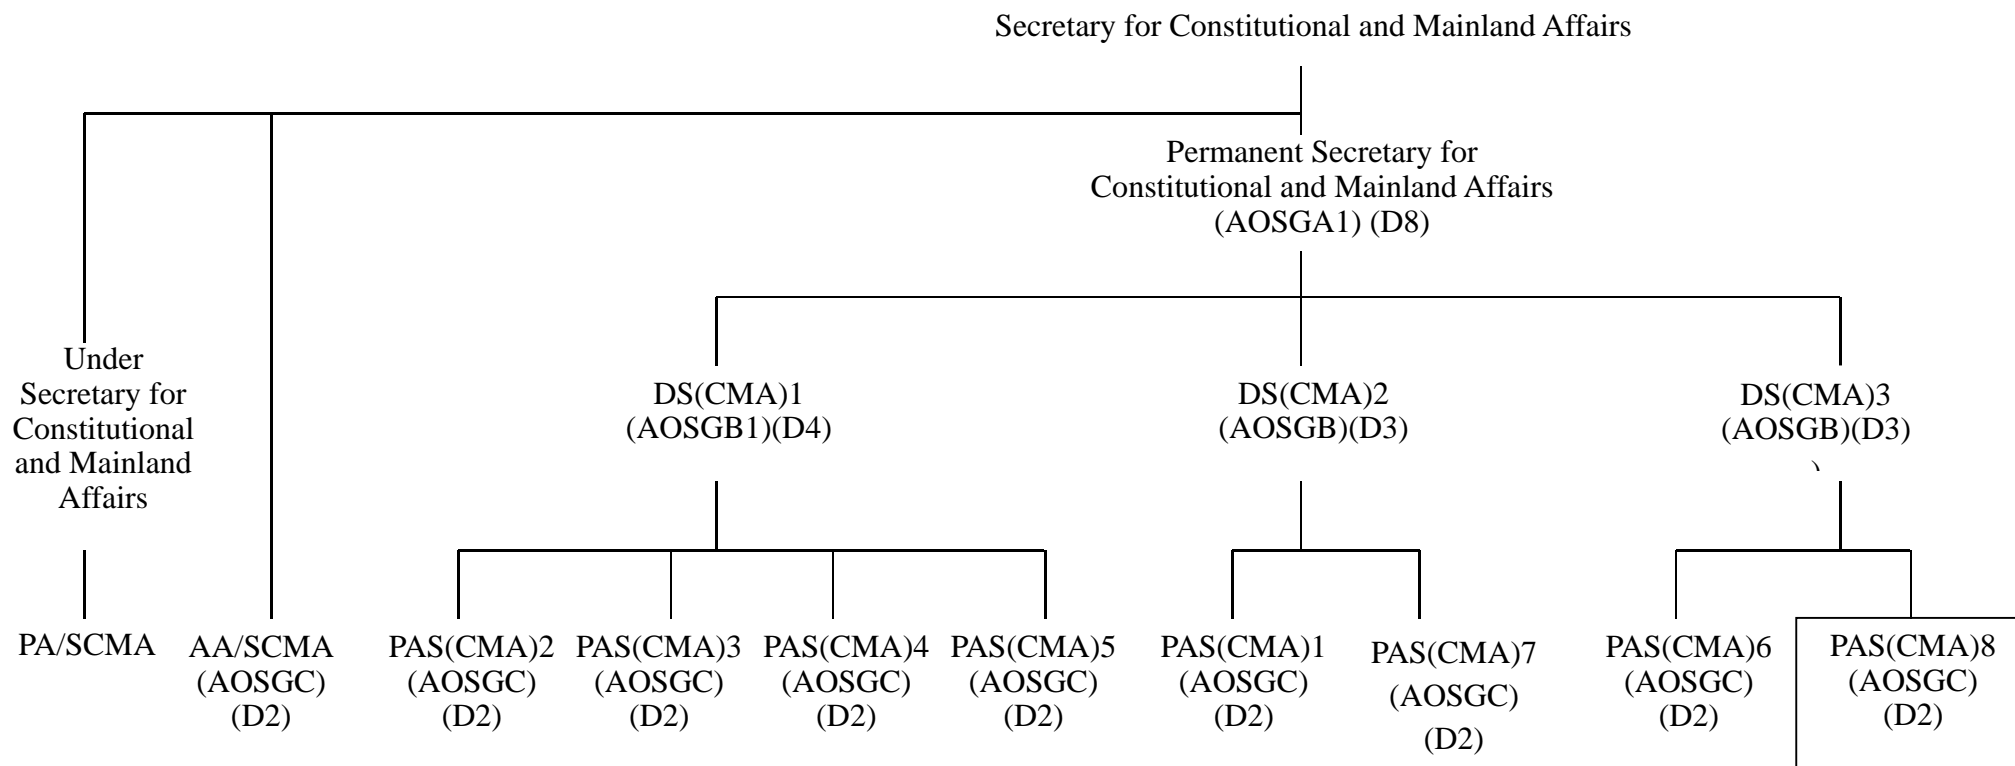 Secretary for Constitutional and Mainland Affairs
Permanent Secretary for
Constitutional and Mainland Affairs
(AOSGA1) (D8)
Under
Secretary for
Constitutional
and Mainland
Affairs
DS(CMA)1
(AOSGB1)(D4)
DS(CMA)2
(AOSGB)(D3)
DS(CMA)3
(AOSGB)(D3)
)
PA/SCMA
AA/SCMA
(AOSGC)
(D2)
PAS(CMA)2
(AOSGC)
(D2)
PAS(CMA)3
(AOSGC)
(D2)
PAS(CMA)4
(AOSGC)
(D2)
PAS(CMA)5
(AOSGC)
(D2)
PAS(CMA)1
(AOSGC)
(D2)
PAS(CMA)7
(AOSGC)
(D2)
PAS(CMA)6
(AOSGC)
(D2)
PAS(CMA)8
(AOSGC)
(D2)